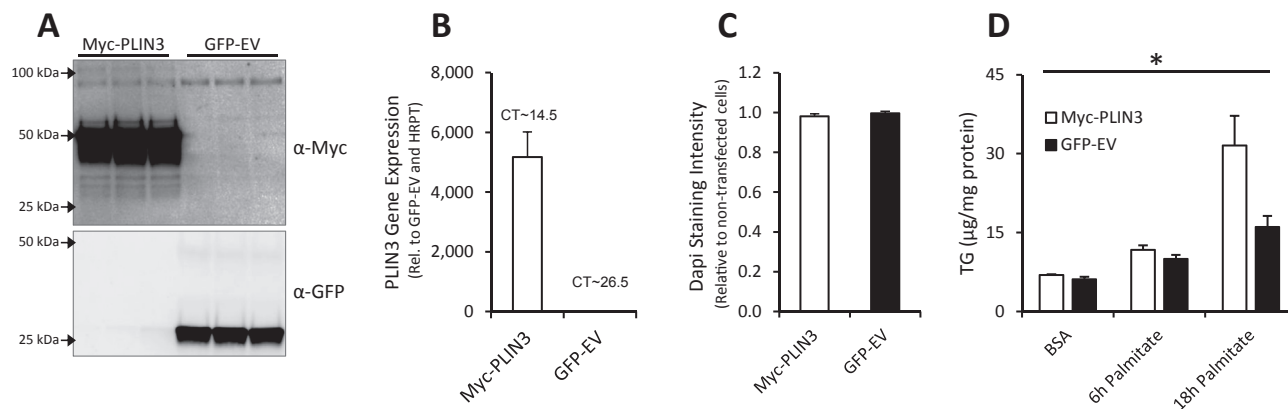 A
Myc-PLIN3 GFP-EV
100 kDa
50 kDa
25 kDa
α-Myc
50 kDa
25 kDa
α-GFP
B
PLIN3 Gene Expression
(Rel. to GFP-EV and HRPT)
8,000
6,000
4,000
2,000
0
CT~14.5
CT~26.5
Myc-PLIN3
GFP-EV
C
Dapi Staining Intensity
(Relative to non-transfected cells)
1.2
1.0
0.8
0.6
0.4
0.2
0.0
Myc-PLIN3
GFP-EV
D
TG (µg/mg protein)
45
30
15
0
*
Myc-PLIN3
GFP-EV
BSA
6h Palmitate
18h Palmitate